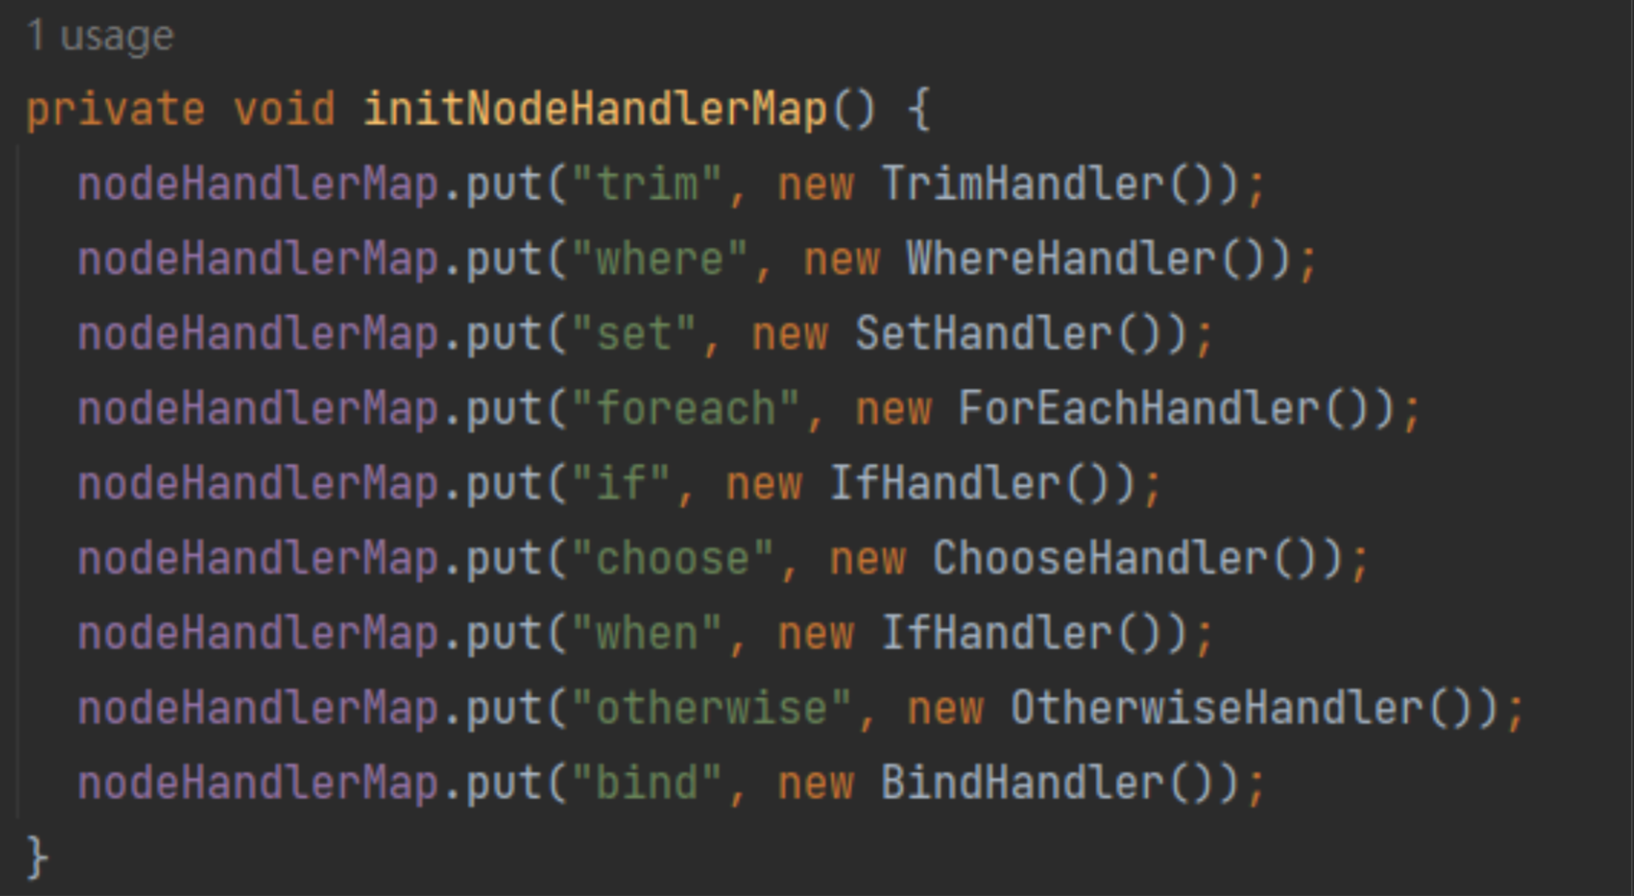 1 usage
private void initNodeHandlerMap() {
  nodeHandlerMap.put("trim", new TrimHandler());
  nodeHandlerMap.put("where", new WhereHandler());
  nodeHandlerMap.put("set", new SetHandler());
  nodeHandlerMap.put("foreach", new ForEachHandler());
  nodeHandlerMap.put("if", new IfHandler());
  nodeHandlerMap.put("choose", new ChooseHandler());
  nodeHandlerMap.put("when", new IfHandler());
  nodeHandlerMap.put("otherwise", new OtherwiseHandler());
  nodeHandlerMap.put("bind", new BindHandler());
}